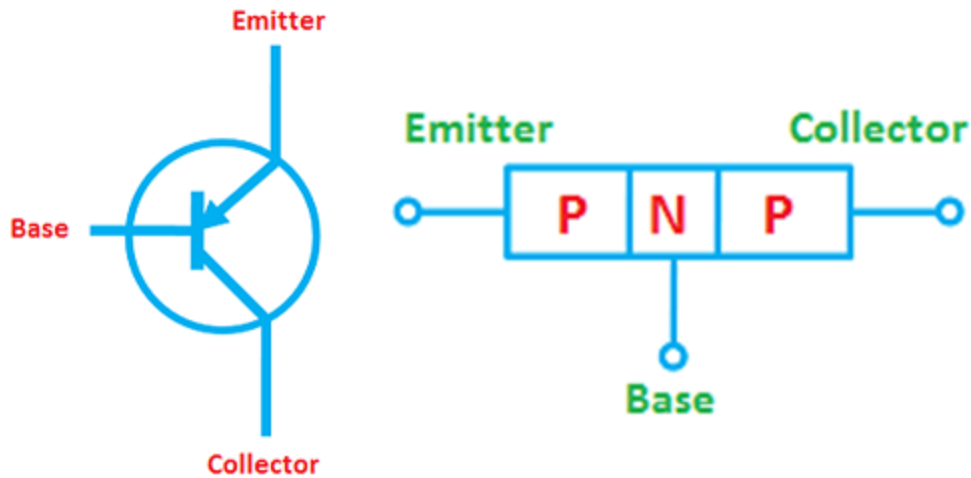 Emitter
Base
Collector
Emitter
Collector
P N P
Base